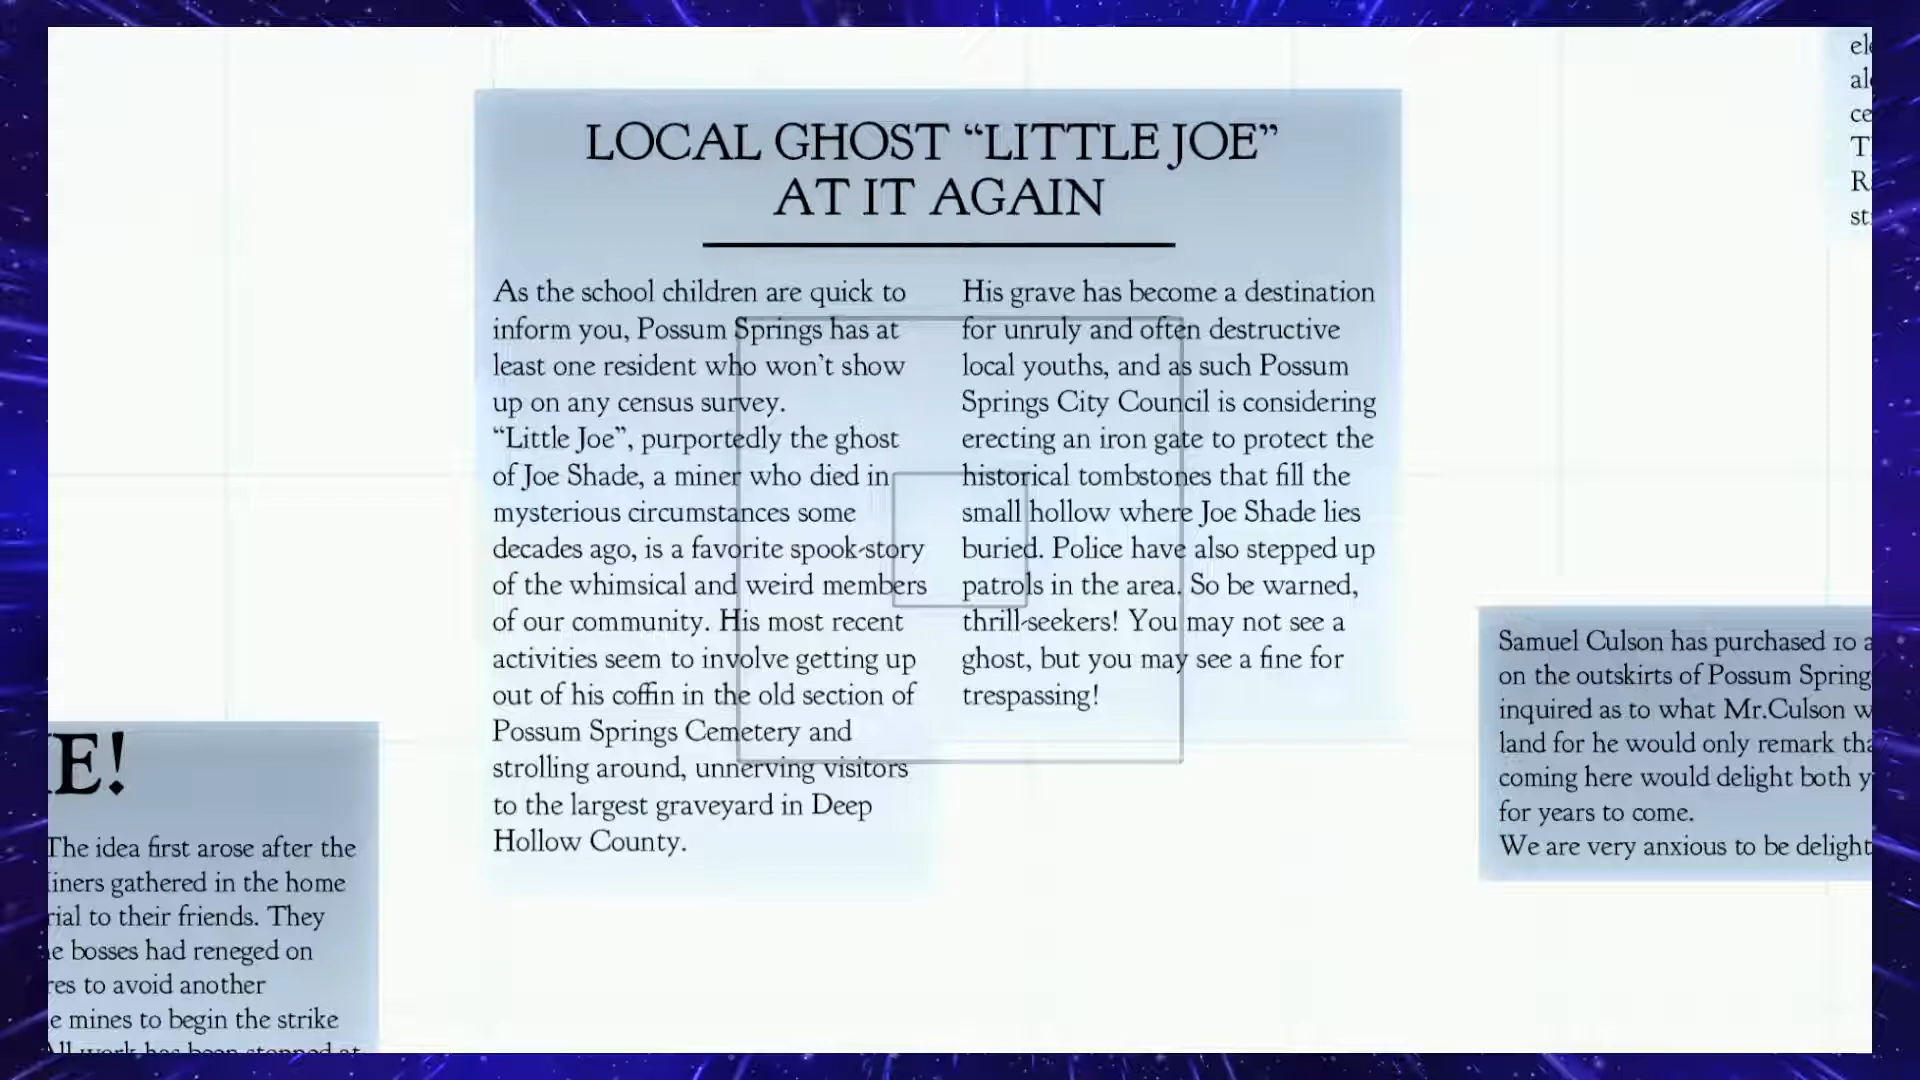 LOCAL GHOST “LITTLE JOE”
AT IT AGAIN
As the school children are quick to
inform you, Possum Springs has at
least one resident who won’t show
up on any census survey.
“Little Joe”, purportedly the ghost
of Joe Shade, a miner who died in
mysterious circumstances some
decades ago, is a favorite spook-story
of the whimsical and weird members
of our community. His most recent
activities seem to involve getting up
out of his coffin in the old section of
Possum Springs Cemetery and
strolling around, unnerving visitors
to the largest graveyard in Deep
Hollow County.
His grave has become a destination
for unruly and often destructive
local youths, and as such Possum
Springs City Council is considering
erecting an iron gate to protect the
historical tombstones that fill the
small hollow where Joe Shade lies
buried. Police have also stepped up
patrols in the area. So be warned,
thrill-seekers! You may not see a
ghost, but you may see a fine for
trespassing!
E!
The idea first arose after the
iners gathered in the home
rial to their friends. They
e bosses had reneged on
res to avoid another
e mines to begin the strike
All work has been stopped at
ele
al
ce
T
R
st
Samuel Culson has purchased 10 a
on the outskirts of Possum Spring
inquired as to what Mr.Culson w
land for he would only remark tha
coming here would delight both y
for years to come.
We are very anxious to be delight